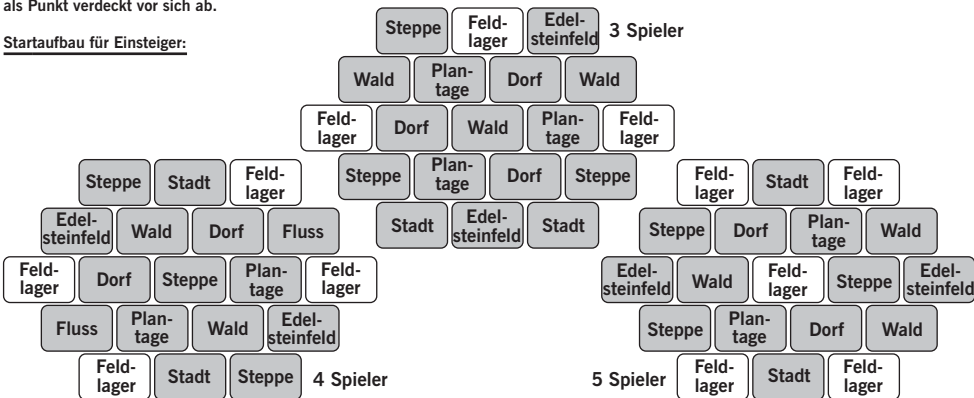 als Punkt verdeckt vor sich ab.
Startaufbau für Einsteiger:
Steppe Feld-lager Edel-steinfeld 3 Spieler
Wald Plan-tage Dorf Wald
Feld-lager Dorf Wald Plan-tage Feld-lager
Steppe Plan-tage Dorf Steppe
Stadt Edel-steinfeld Stadt
Steppe Stadt Feld-lager
Edel-steinfeld Wald Dorf Fluss
Feld-lager Dorf Steppe Plan-tage Feld-lager
Fluss Plan-tage Wald Edel-steinfeld
Feld-lager Stadt Steppe 4 Spieler
Feld-lager Stadt Feld-lager
Steppe Dorf Plan-tage Wald
Edel-steinfeld Wald Feld-lager Steppe Edel-steinfeld
Steppe Plan-tage Dorf Wald
5 Spieler Feld-lager Stadt Feld-lager